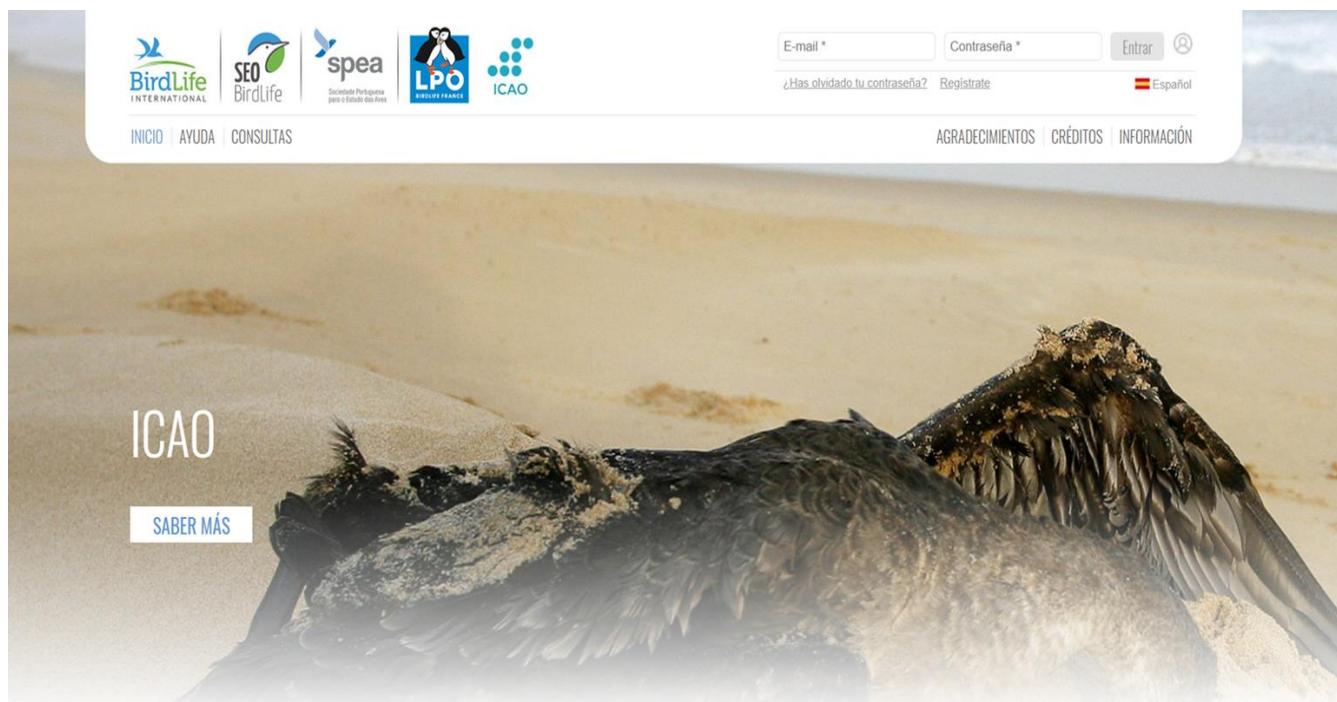 BirdLife
INTERNATIONAL
SEO
BirdLife
spea
Sociedade Portuguesa
para o Estudo das Aves
LPO
BIRDLIFE FRANCE
ICAO
E-mail *
Contraseña *
Entrar
¿Has olvidado tu contraseña?
Regístrate
Español
INICIO
AYUDA
CONSULTAS
AGRADECIMIENTOS
CRÉDITOS
INFORMACIÓN
ICAO
SABER MÁS